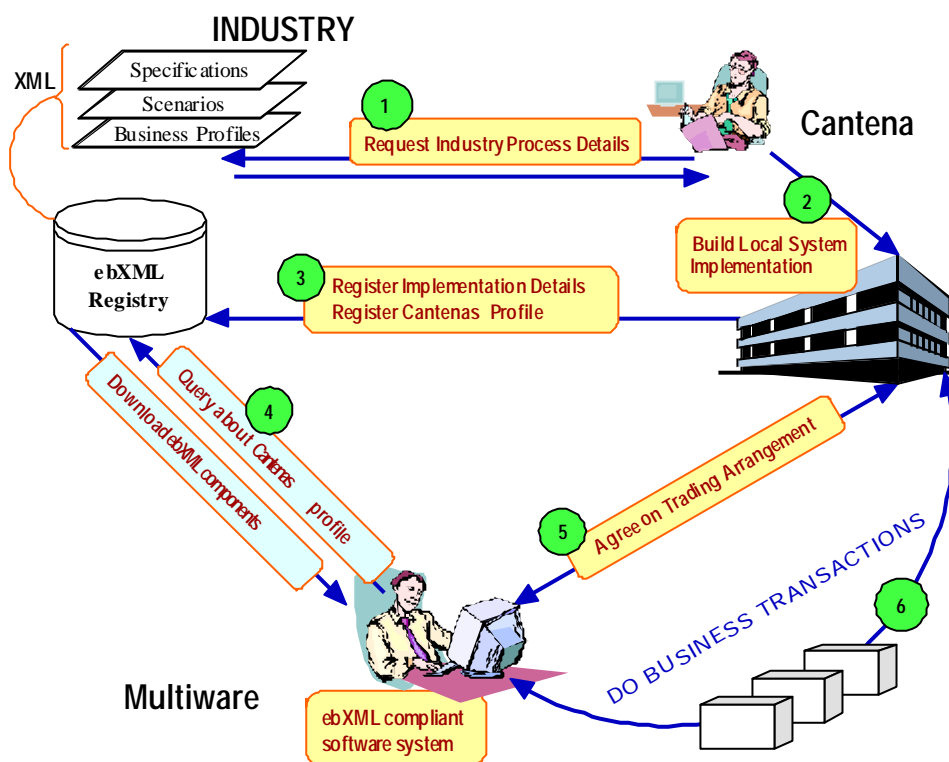 INDUSTRY
XML
Specifications
Scenarios
Business Profiles
1
Request Industry Process Details
Cantena
2
Build Local System
Implementation
ebXML
Registry
3
Register Implementation Details
Register Cantenas Profile
4
Query about Cantenas profile
Download ebXML components
5
Agree on Trading Arrangement
6
DO BUSINESS TRANSACTIONS
Multiware
ebXML compliant
software system